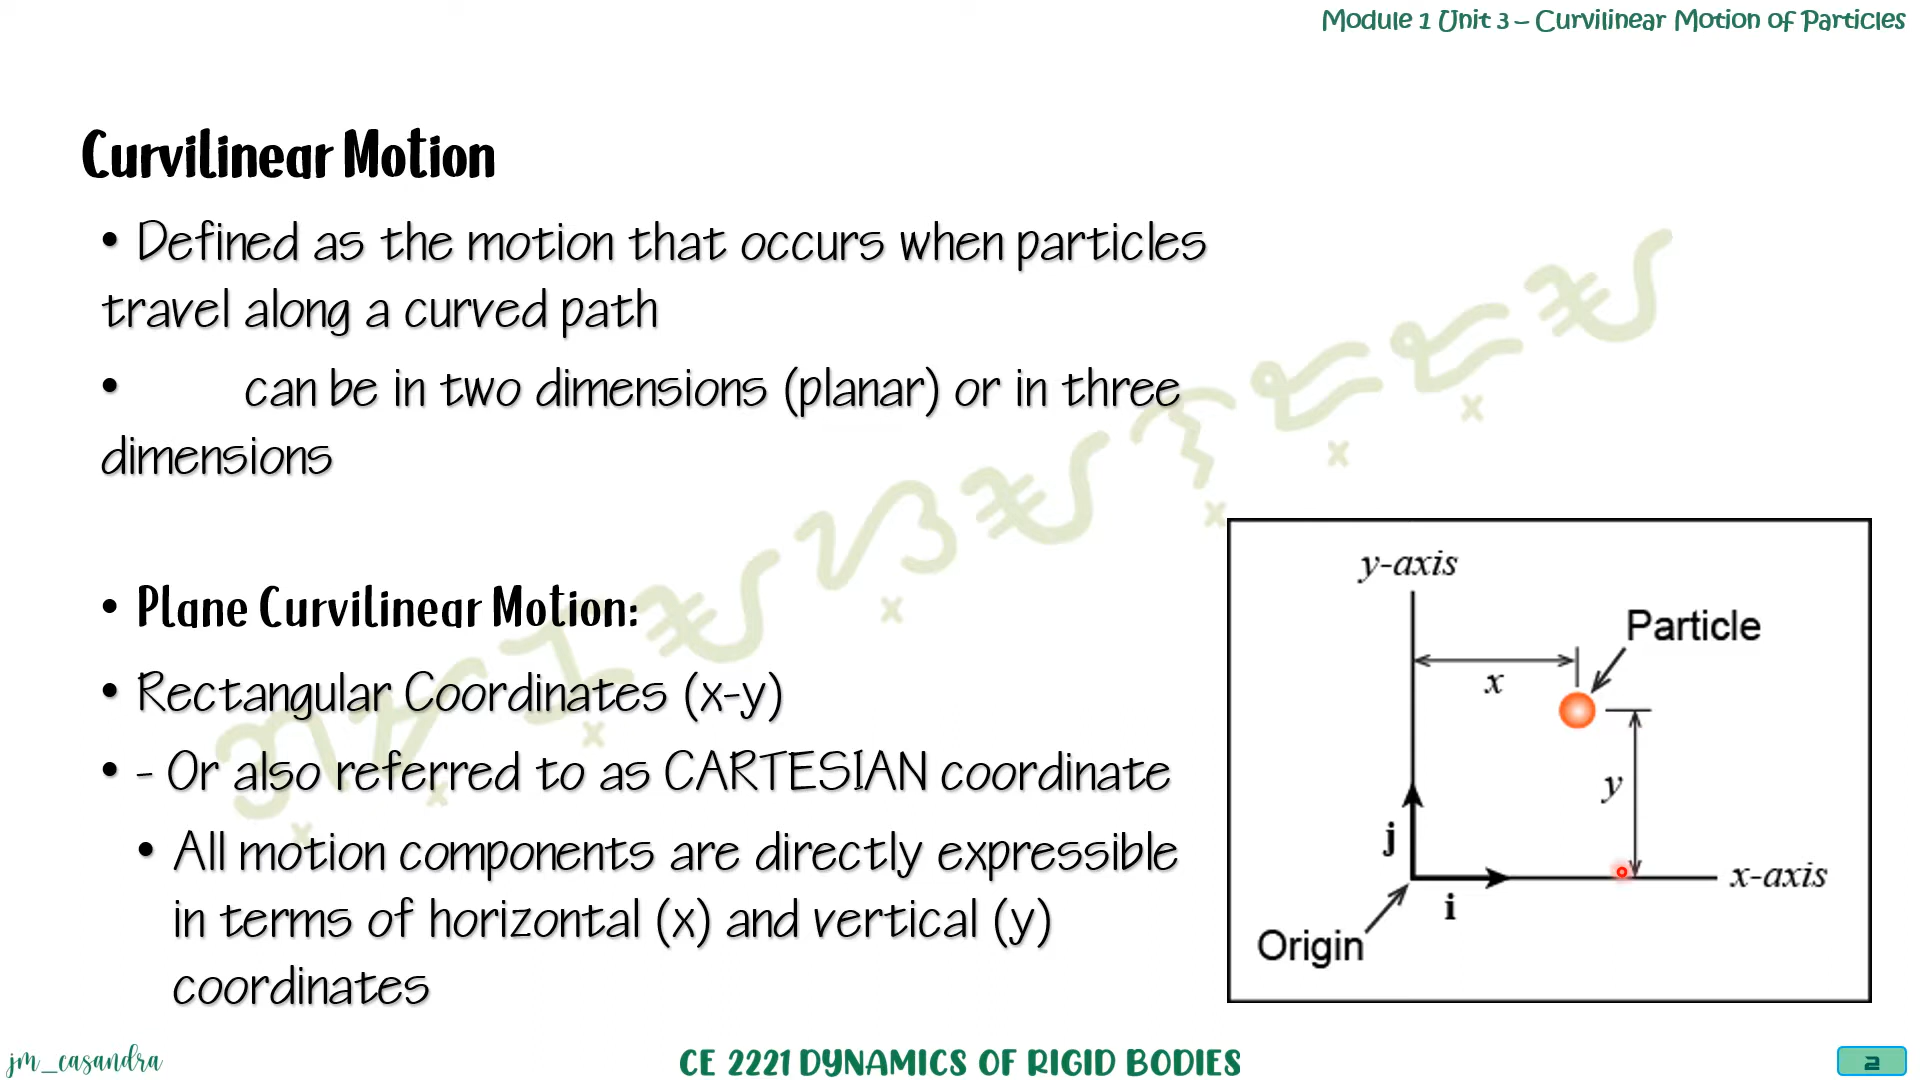 Module 1 Unit 3 – Curvilinear Motion of Particles
Curvilinear Motion
• Defined as the motion that occurs when particles
travel along a curved path
• can be in two dimensions (planar) or in three
dimensions
• Plane Curvilinear Motion:
• Rectangular Coordinates (x-y)
• - Or also referred to as CARTESIAN coordinate
• All motion components are directly expressible
in terms of horizontal (x) and vertical (y)
coordinates
y-axis
Particle
x
y
j
x-axis
i
Origin
jm_casandra
CE 2221 DYNAMICS OF RIGID BODIES
2